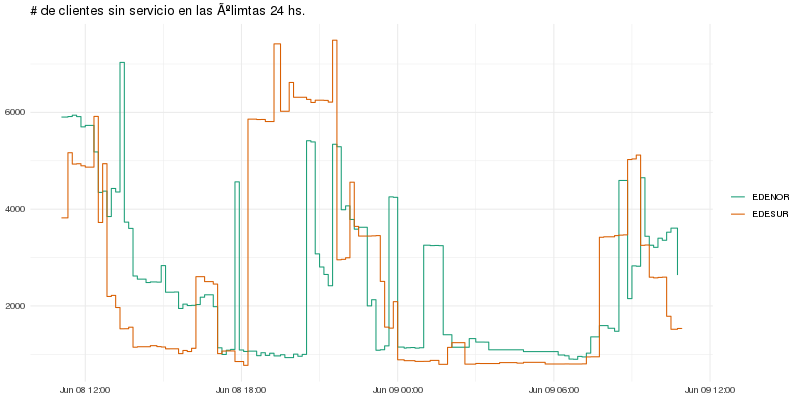 # de clientes sin servicio en las Ãºlimtas 24 hs.
6000
4000
2000
Jun 08 12:00
Jun 08 18:00
Jun 09 00:00
Jun 09 06:00
Jun 09 12:00
EDENOR
EDESUR